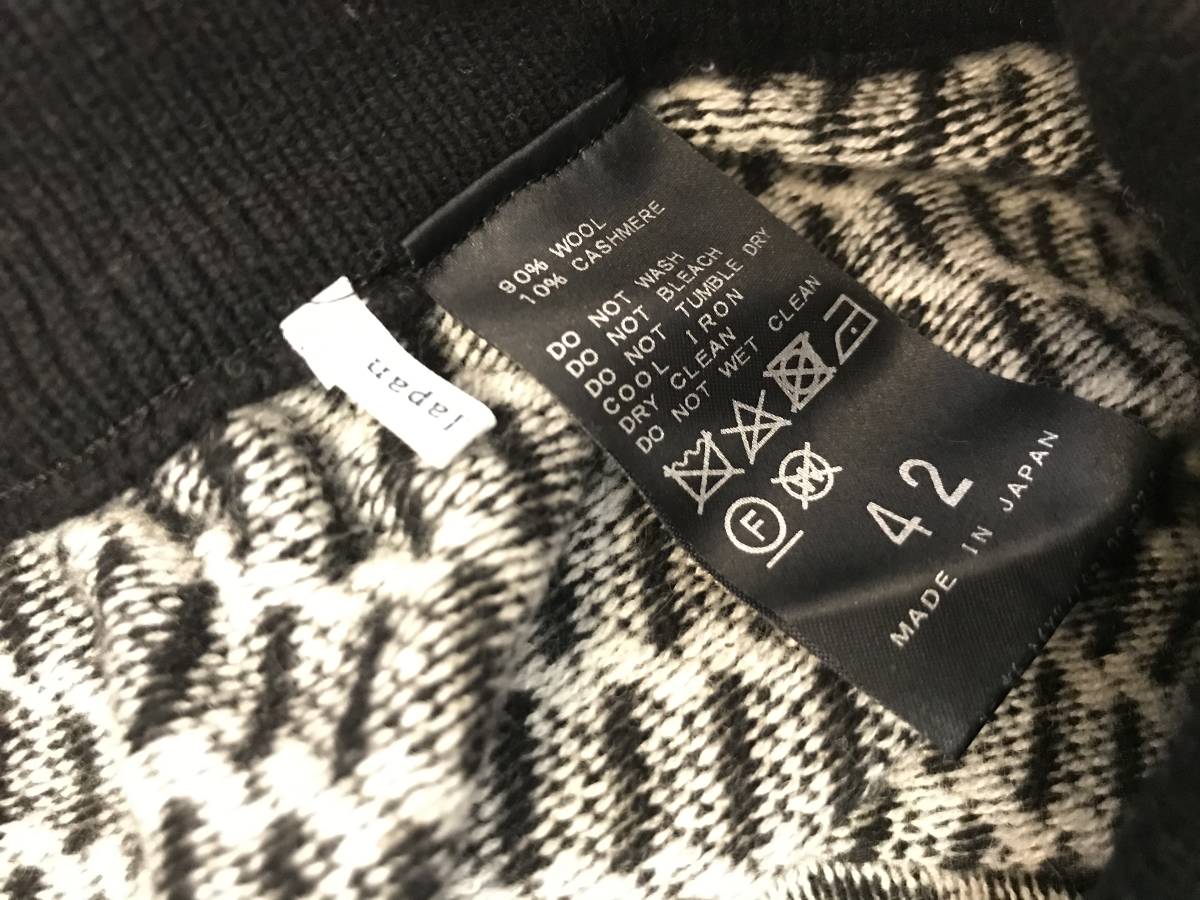 90% WOOL
10% CASHMERE
DO NOT WASH
DO NOT BLEACH
DO NOT TUMBLE DRY
COOL IRON
DRY CLEAN
DO NOT WET CLEAN
F W
42
MADE IN JAPAN
Japan